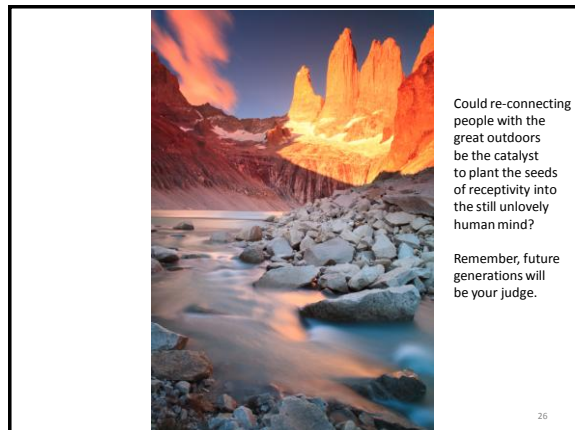 Could re-connecting
people with the
great outdoors
be the catalyst
to plant the seeds
of receptivity into
the still unlovely
human mind?
Remember, future
generations will
be your judge.
26